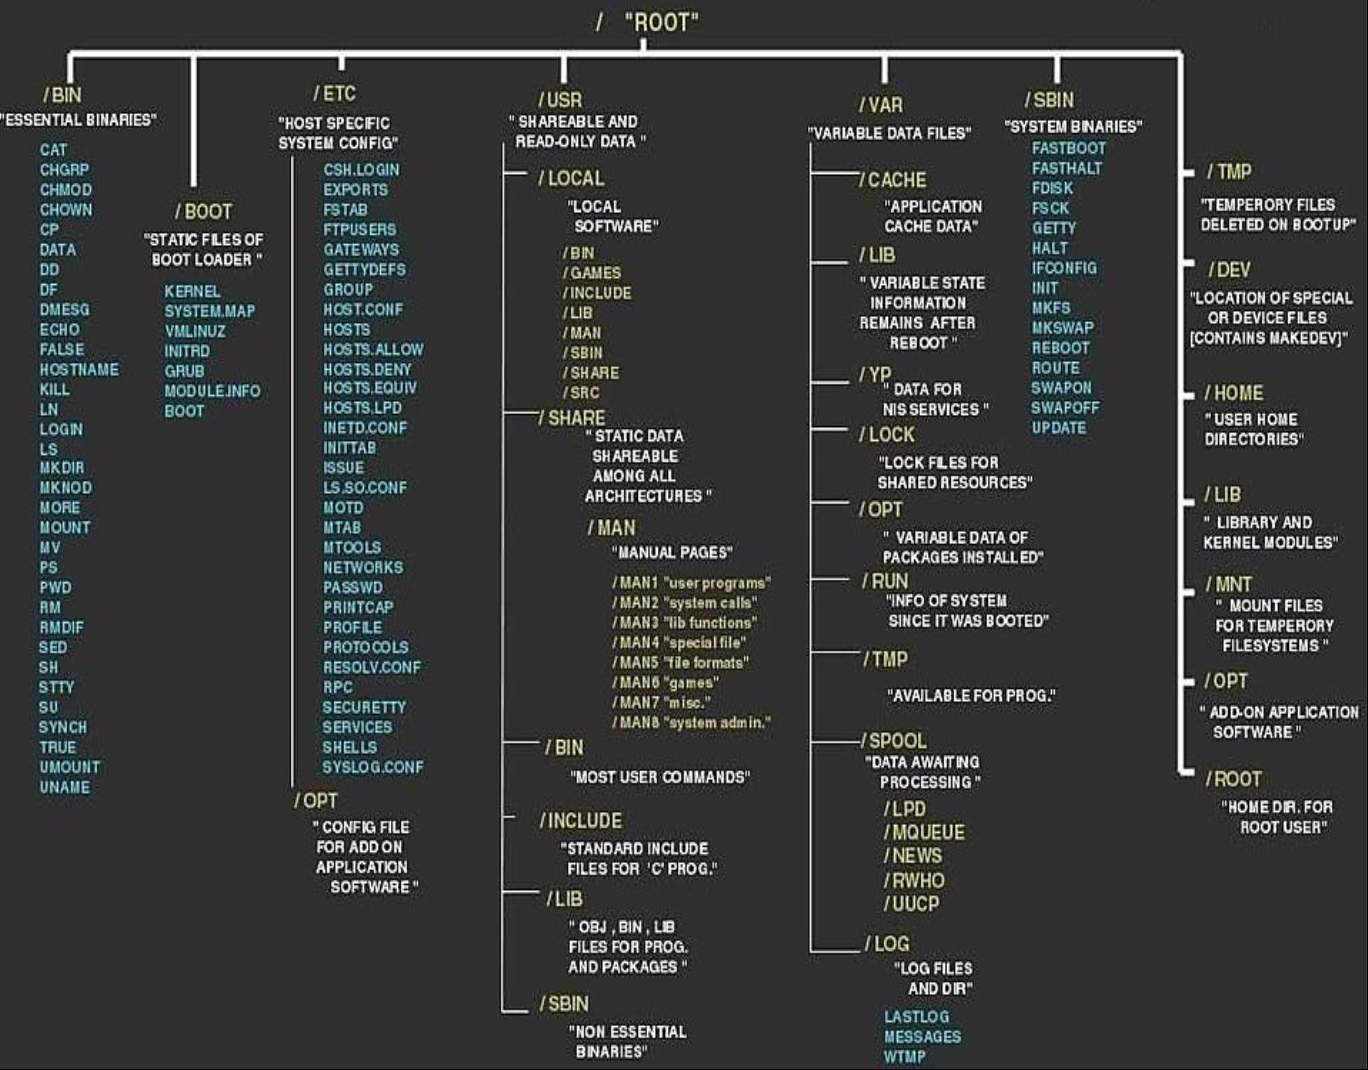 / "ROOT"
/BIN
"ESSENTIAL BINARIES"
CAT
CHGRP
CHMOD
CHOWN
CP
DATA
DD
DF
DMESG
ECHO
FALSE
HOSTNAME
KILL
LN
LOGIN
LS
MKDIR
MKNOD
MORE
MOUNT
MV
PS
PWD
RM
RMDIF
SED
SH
STTY
SU
SYNCH
TRUE
UMOUNT
UNAME
/BOOT
"STATIC FILES OF
BOOT LOADER "
KERNEL
SYSTEM.MAP
VMLINUZ
INITRD
GRUB
MODULE.INFO
BOOT
/ETC
"HOST SPECIFIC
SYSTEM CONFIG"
CSH.LOGIN
EXPORTS
FSTAB
FTPUSERS
GATEWAYS
GETTYDEFS
GROUP
HOST.CONF
HOSTS
HOSTS.ALLOW
HOSTS.DENY
HOSTS.EQUIV
HOSTS.LPD
INETD.CONF
INITTAB
ISSUE
LS.SO.CONF
MOTD
MTAB
MTOOLS
NETWORKS
PASSWD
PRINTCAP
PROFILE
PROTOCOLS
RESOLV.CONF
RPC
SECURETTY
SERVICES
SHELLS
SYSLOG.CONF
/OPT
" CONFIG FILE
FOR ADD ON
APPLICATION
SOFTWARE "
/USR
" SHAREABLE AND
READ-ONLY DATA "
/LOCAL
"LOCAL
SOFTWARE"
/BIN
/GAMES
/INCLUDE
/LIB
/MAN
/SBIN
/SHARE
/SRC
/SHARE
" STATIC DATA
SHAREABLE
AMONG ALL
ARCHITECTURES "
/MAN
"MANUAL PAGES"
/MAN1 "user programs"
/MAN2 "system calls"
/MAN3 "lib functions"
/MAN4 "special file"
/MAN5 "file formats"
/MAN6 "games"
/MAN7 "misc."
/MAN8 "system admin."
/BIN
"MOST USER COMMANDS"
/INCLUDE
"STANDARD INCLUDE
FILES FOR 'C' PROG."
/LIB
" OBJ , BIN , LIB
FILES FOR PROG.
AND PACKAGES "
/SBIN
"NON ESSENTIAL
BINARIES"
/VAR
"VARIABLE DATA FILES"
/CACHE
"APPLICATION
CACHE DATA"
/LIB
" VARIABLE STATE
INFORMATION
REMAINS AFTER
REBOOT "
/YP
" DATA FOR
NIS SERVICES "
/LOCK
"LOCK FILES FOR
SHARED RESOURCES"
/OPT
" VARIABLE DATA OF
PACKAGES INSTALLED"
/RUN
"INFO OF SYSTEM
SINCE IT WAS BOOTED"
/TMP
"AVAILABLE FOR PROG."
/SPOOL
"DATA AWAITING
PROCESSING "
/LPD
/MQUEUE
/NEWS
/RWHO
/UUCP
/LOG
"LOG FILES
AND DIR"
LASTLOG
MESSAGES
WTMP
/SBIN
"SYSTEM BINARIES"
FASTBOOT
FASTHALT
FDISK
FSCK
GETTY
HALT
IFCONFIG
INIT
MKFS
MKSWAP
REBOOT
ROUTE
SWAPON
SWAPOFF
UPDATE
/TMP
"TEMPERORY FILES
DELETED ON BOOTUP"
/DEV
"LOCATION OF SPECIAL
OR DEVICE FILES
[CONTAINS MAKEDEV]"
/HOME
" USER HOME
DIRECTORIES"
/LIB
" LIBRARY AND
KERNEL MODULES"
/MNT
" MOUNT FILES
FOR TEMPERORY
FILESYSTEMS "
/OPT
" ADD-ON APPLICATION
SOFTWARE "
/ROOT
"HOME DIR. FOR
ROOT USER"